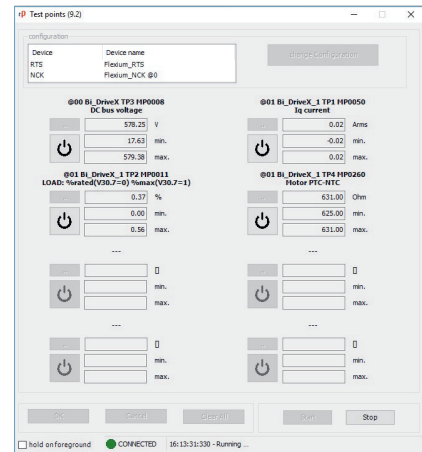 Test points (9.2)
configuration
Device Device name
RTS Flexium_RTS
NCK Flexium_NCK @0
change Configuration
@00 Bi_DriveX TP3 MP0008
DC bus voltage
...
578.25 V
17.63 min.
579.38 max.
@01 Bi_DriveX_1 TP1 MP0050
Iq current
...
0.02 Arms
-0.02 min.
0.02 max.
@01 Bi_DriveX_1 TP2 MP0011
LOAD: %rated(V30.7=0) %max(V30.7=1)
...
0.37 %
0.00 min.
0.56 max.
@01 Bi_DriveX_1 TP4 MP0260
Motor PTC-NTC
...
631.00 Ohm
625.00 min.
631.00 max.
---
...
[]
min.
max.
---
...
[]
min.
max.
---
...
[]
min.
max.
---
...
[]
min.
max.
OK Cancel Clear All Start Stop
hold on foreground CONNECTED 16:13:31:330 - Running ...